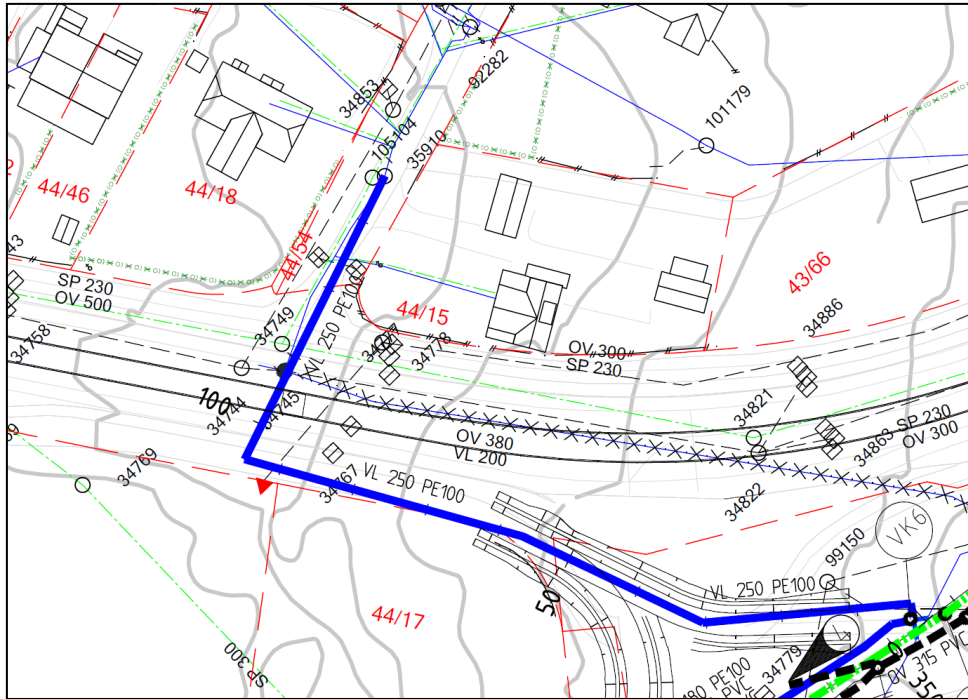 92282
34853
101179
105104
35910
44/46
44/18
44/54
44/15
43/66
SP 230
OV 500
34758
34749
VL 250 PE100
34778
OV 300
SP 230
34886
100
34744
34745
OV 380
VL 200
34821
34863
SP 230
OV 300
34769
34767
VL 250 PE100
34822
VK6
99150
VL 250 PE100
50
44/17
SP 300
34779
OV 315 PVC